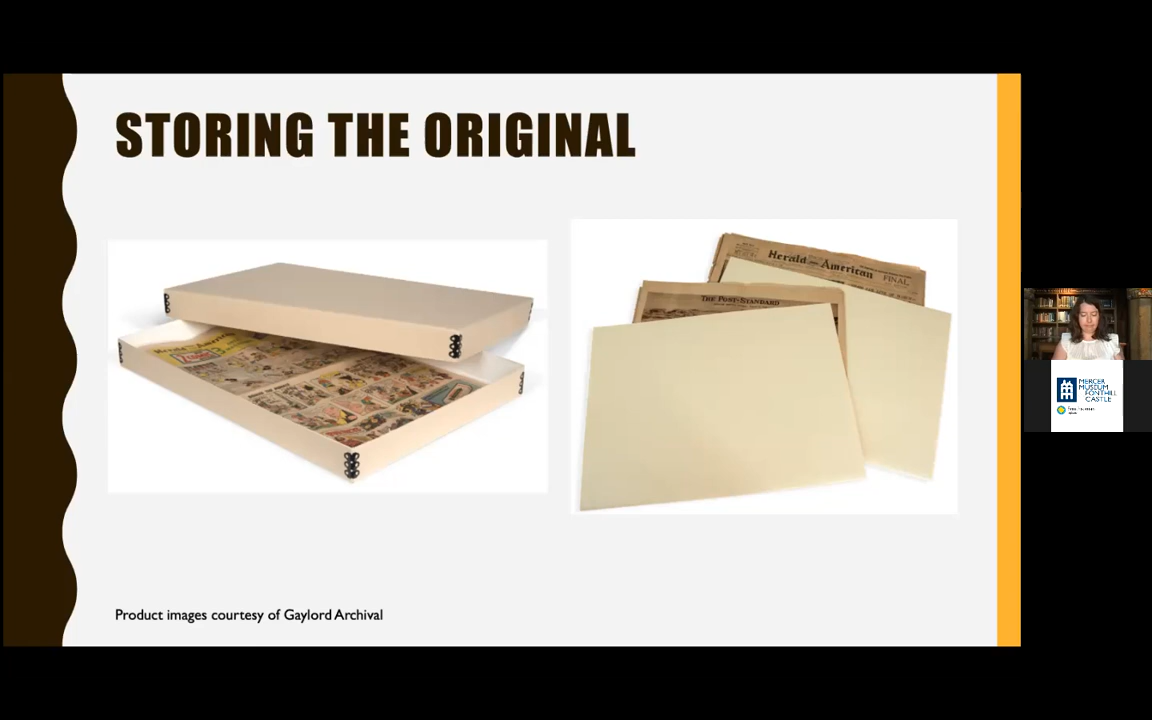 STORING THE ORIGINAL
Herald American
FINAL
THE POST-STANDARD
Herald American
MERCER
MUSEUM
FONTHILL
CASTLE
Product images courtesy of Gaylord Archival